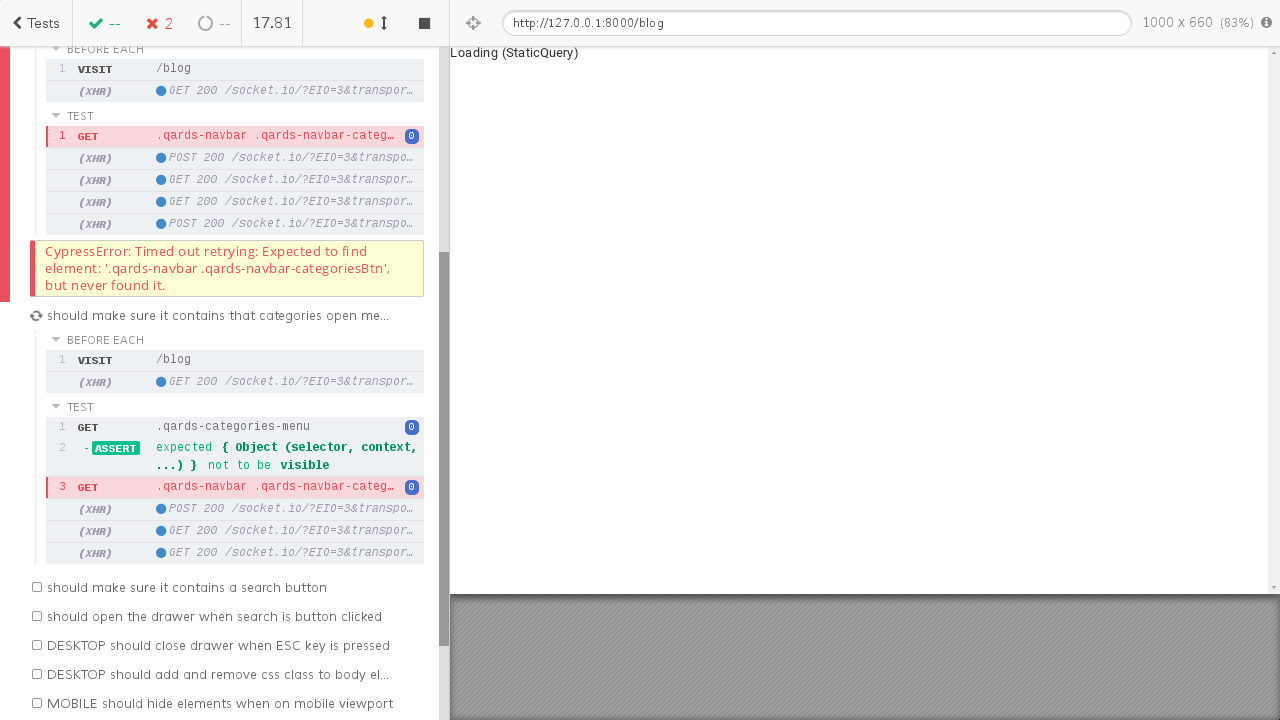 Tests
--
2
--
17.81
http://127.0.0.1:8000/blog
1000 x 660 (83%)
BEFORE EACH
1 VISIT /blog
(XHR) GET 200 /socket.io/?EIO=3&transpor…
TEST
1 GET .qards-navbar .qards-navbar-categ… 0
(XHR) POST 200 /socket.io/?EIO=3&transpo…
(XHR) GET 200 /socket.io/?EIO=3&transpor…
(XHR) GET 200 /socket.io/?EIO=3&transpor…
(XHR) POST 200 /socket.io/?EIO=3&transpo…
CypressError: Timed out retrying: Expected to find
element: '.qards-navbar .qards-navbar-categoriesBtn',
but never found it.
should make sure it contains that categories open me...
BEFORE EACH
1 VISIT /blog
(XHR) GET 200 /socket.io/?EIO=3&transpor…
TEST
1 GET .qards-categories-menu 0
2 - ASSERT expected { Object (selector, context,
...) } not to be visible
3 GET .qards-navbar .qards-navbar-categ… 0
(XHR) POST 200 /socket.io/?EIO=3&transpo…
(XHR) GET 200 /socket.io/?EIO=3&transpor…
(XHR) GET 200 /socket.io/?EIO=3&transpor…
should make sure it contains a search button
should open the drawer when search is button clicked
DESKTOP should close drawer when ESC key is pressed
DESKTOP should add and remove css class to body el...
MOBILE should hide elements when on mobile viewport
Loading (StaticQuery)